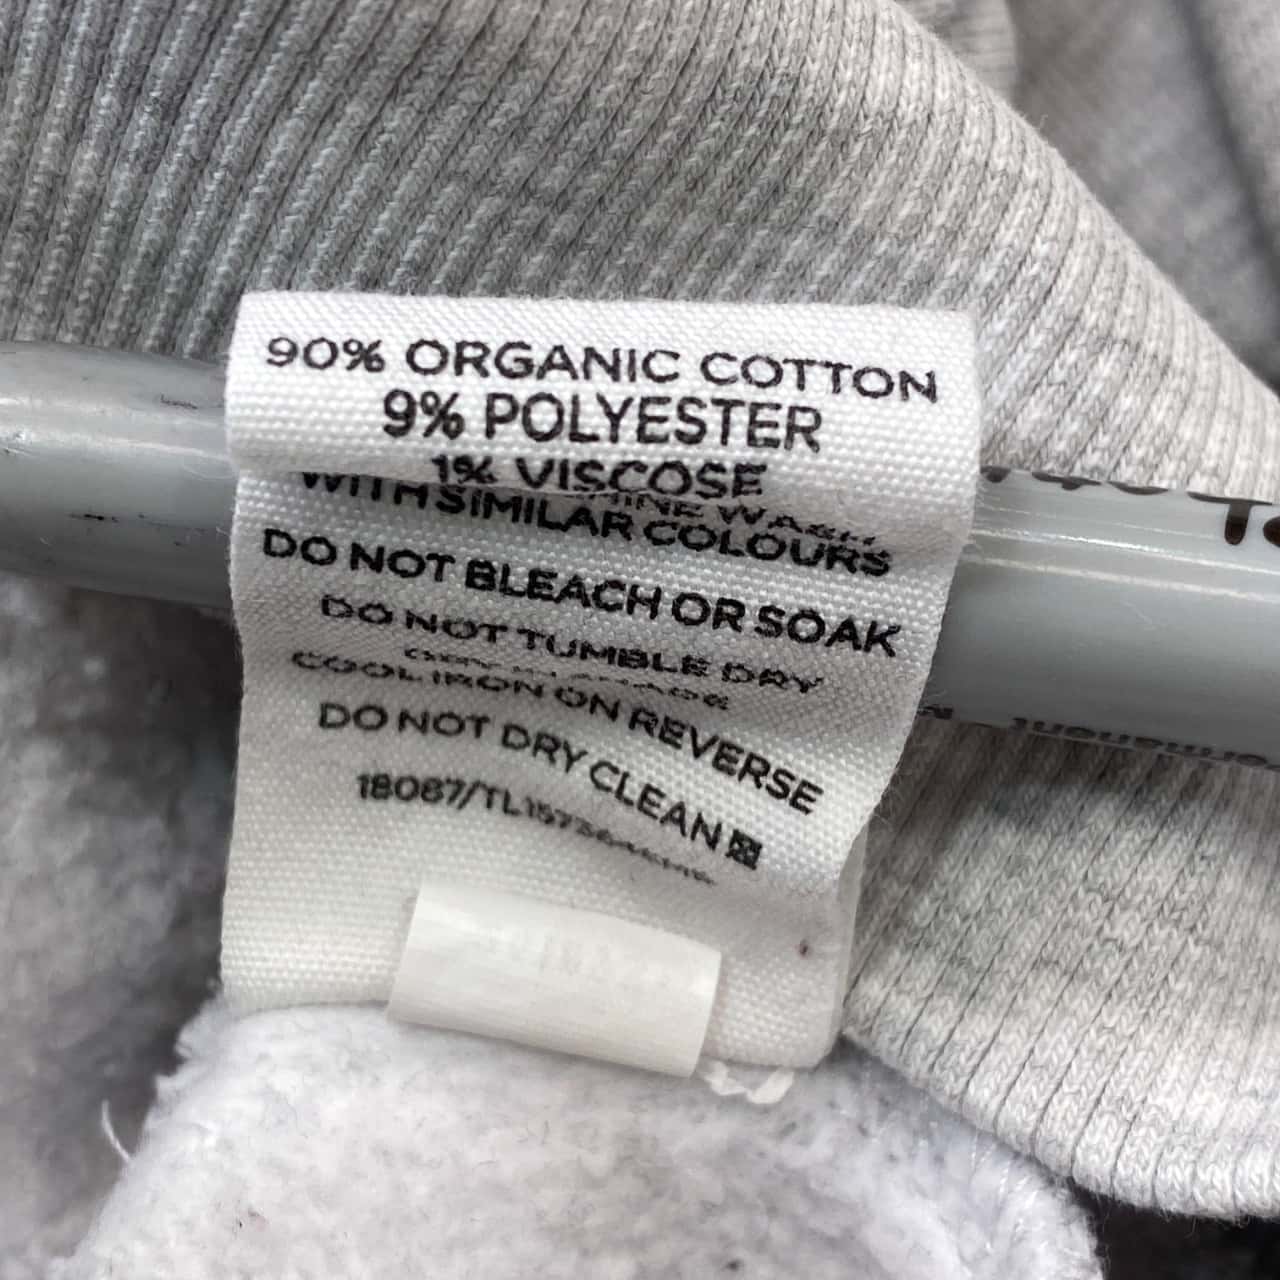 90% ORGANIC COTTON
9% POLYESTER
1% VISCOSE
WASH
WITH SIMILAR COLOURS
DO NOT BLEACH OR SOAK
DO NOT TUMBLE DRY
COOL IRON ON REVERSE
DO NOT DRY CLEAN